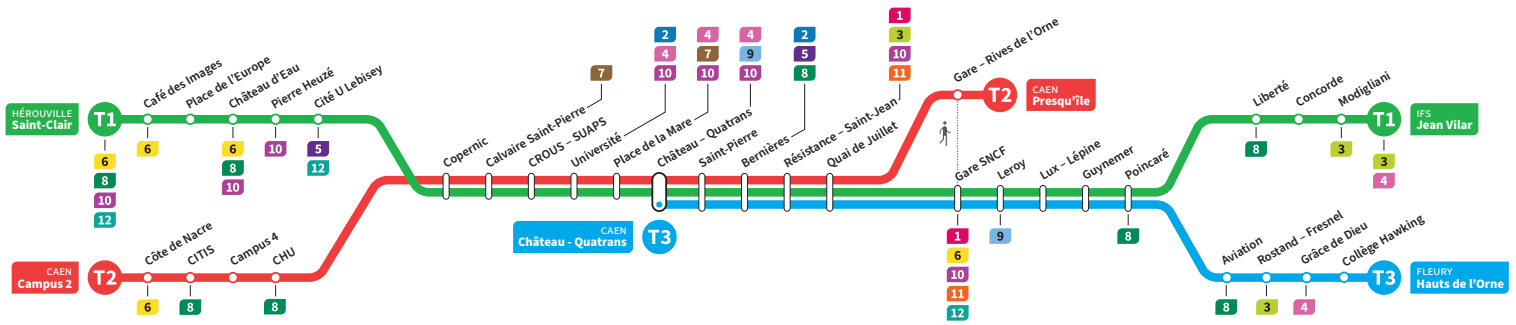 HÉROUVILLE
Saint-Clair
T1
6
8
10
12
Café des Images
6
Place de l'Europe
Château d'Eau
6
8
10
Pierre Heuzé
10
Cité U Lebisey
5
12
CAEN
Campus 2
T2
Côte de Nacre
6
CITIS
8
Campus 4
CHU
8
Copernic
Calvaire Saint-Pierre
7
CROUS – SUAPS
Université
2
4
10
Place de la Mare
4
7
10
Château – Quatrans
4
9
10
CAEN
Château - Quatrans
T3
Saint-Pierre
Bernières
2
5
8
Résistance – Saint-Jean
1
3
10
11
Quai de Juillet
Gare – Rives de l'Orne
T2
CAEN
Presqu'île
Gare SNCF
1
6
10
11
12
Leroy
9
Lux – Lépine
Guynemer
Poincaré
8
Liberté
8
Concorde
Modigliani
3
T1
3
4
IFS
Jean Vilar
Aviation
8
Rostand – Fresnel
3
Grâce de Dieu
4
Collège Hawking
T3
FLEURY
Hauts de l'Orne